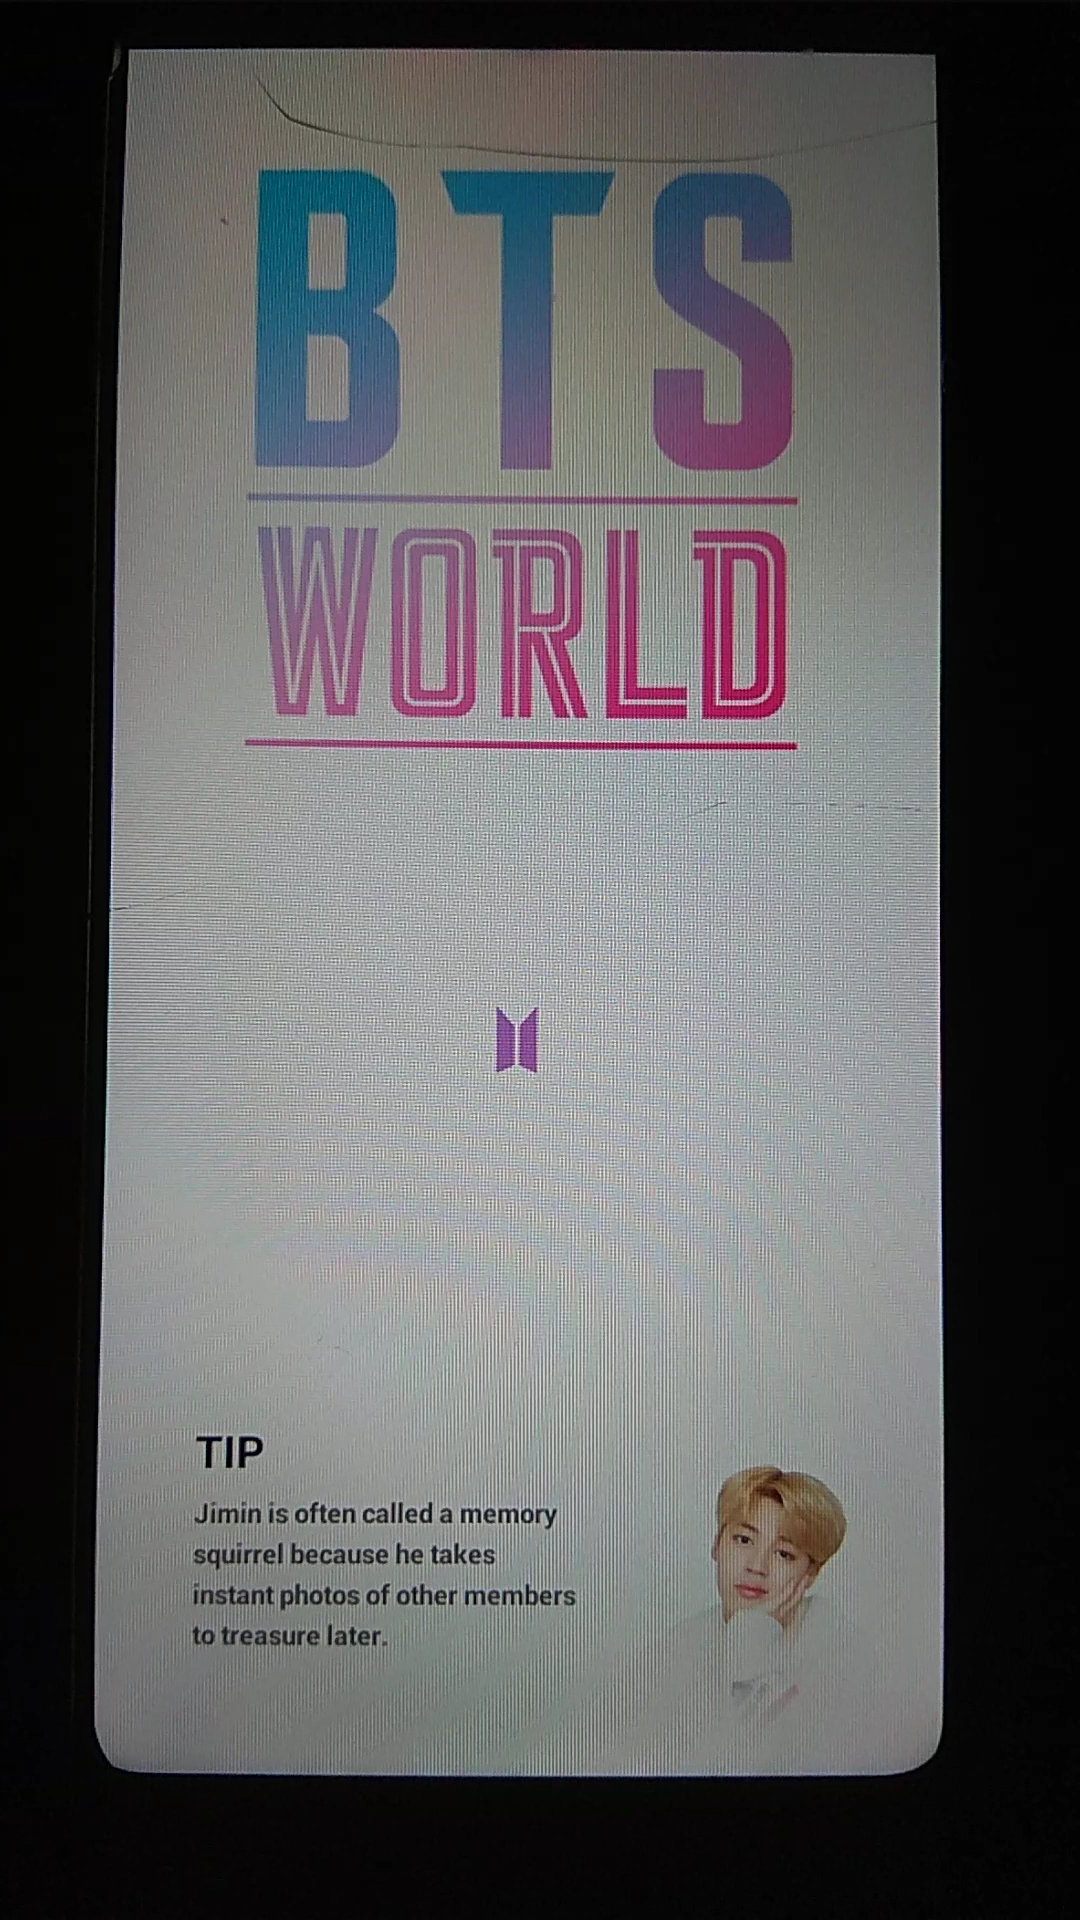 BTS
WORLD
TIP
Jimin is often called a memory
squirrel because he takes
instant photos of other members
to treasure later.